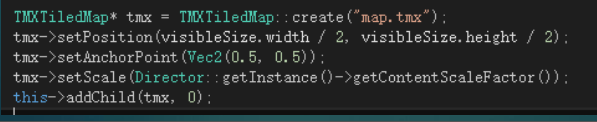 TMXTiledMap* tmx = TMXTiledMap::create("map.tmx");
tmx->setPosition(visibleSize.width / 2, visibleSize.height / 2);
tmx->setAnchorPoint(Vec2(0.5, 0.5));
tmx->setScale(Director::getInstance()->getContentScaleFactor());
this->addChild(tmx, 0);